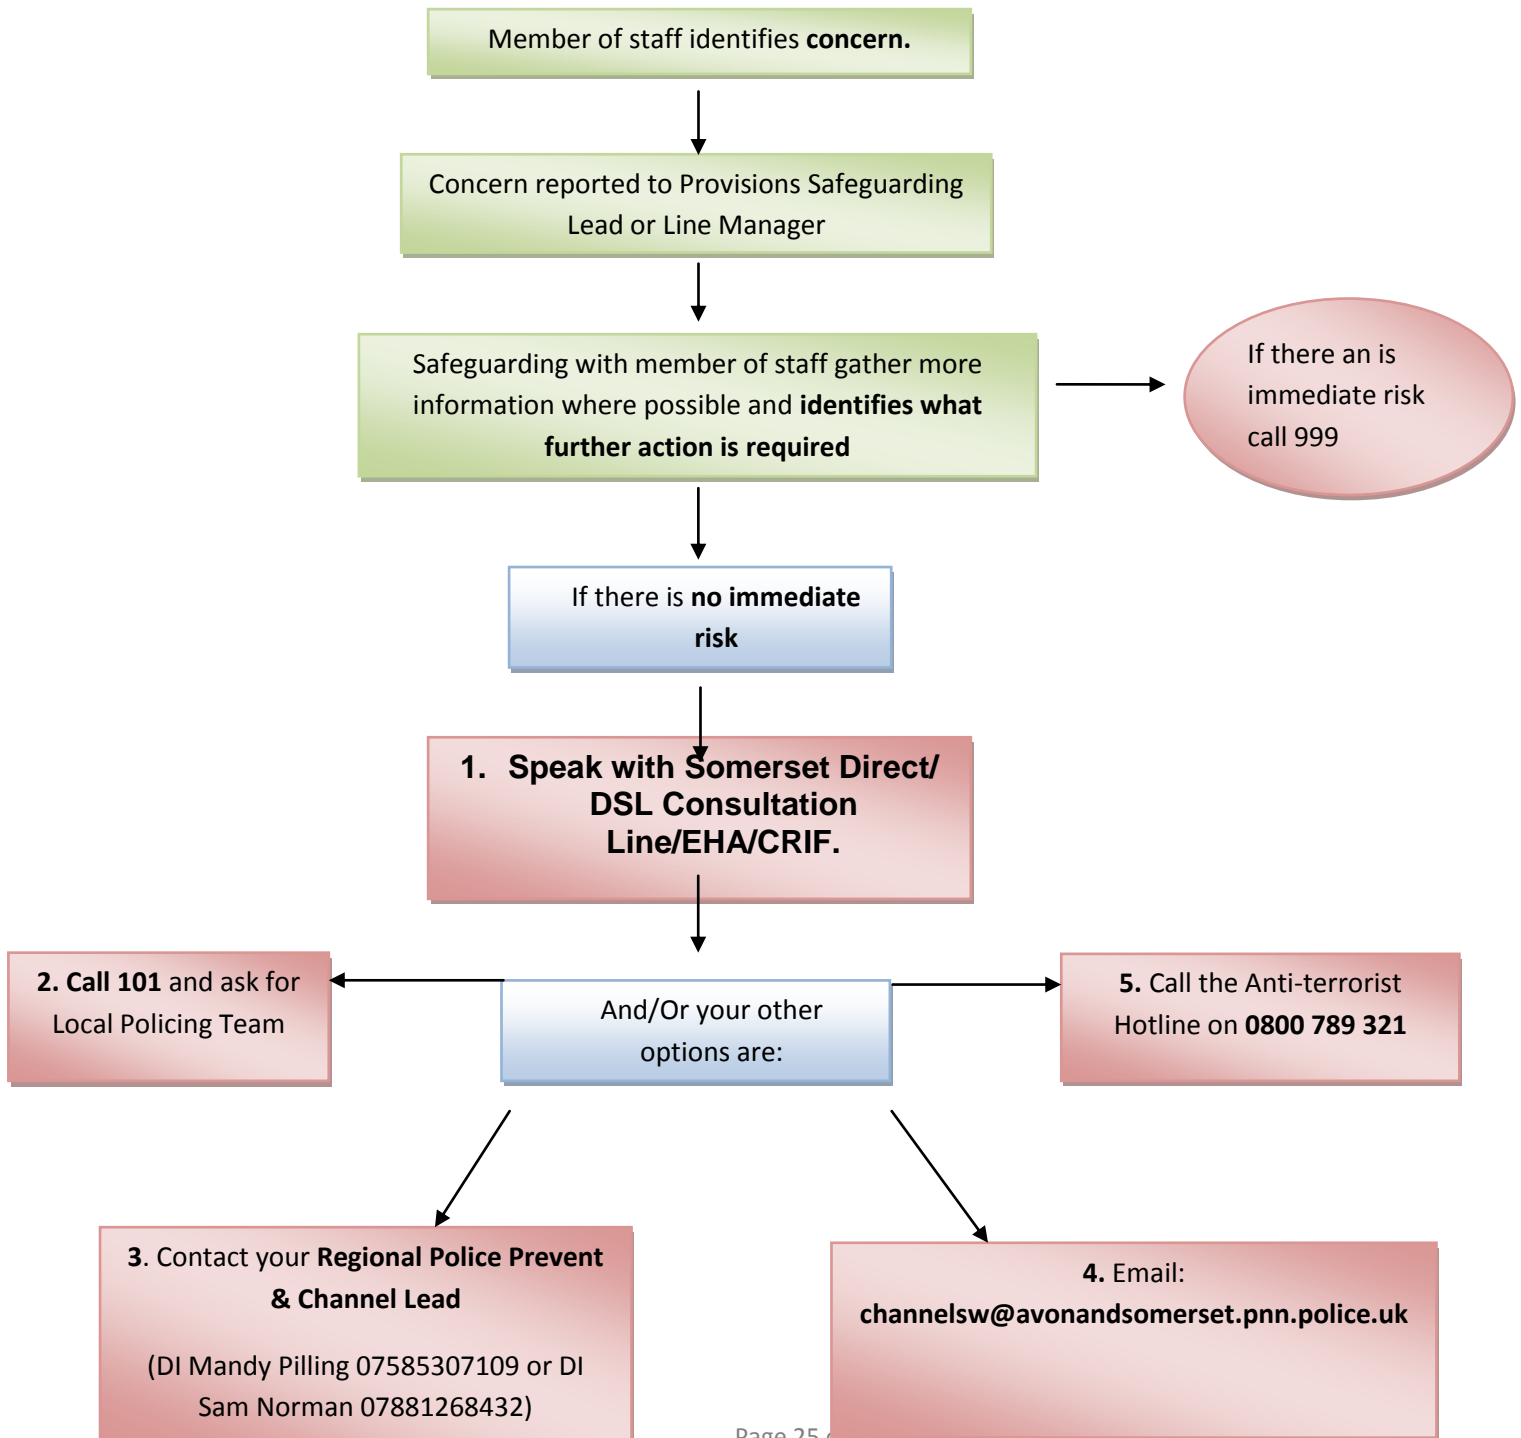 Member of staff identifies concern.
Concern reported to Provisions Safeguarding
Lead or Line Manager
Safeguarding with member of staff gather more
information where possible and identifies what
further action is required
If there an is
immediate risk
call 999
If there is no immediate
risk
1. Speak with Somerset Direct/
DSL Consultation
Line/EHA/CRIF.
2. Call 101 and ask for
Local Policing Team
And/Or your other
options are:
5. Call the Anti-terrorist
Hotline on 0800 789 321
3. Contact your Regional Police Prevent
& Channel Lead
(DI Mandy Pilling 07585307109 or DI
Sam Norman 07881268432)
4. Email:
channelsw@avonandsomerset.pnn.police.uk
Page 25